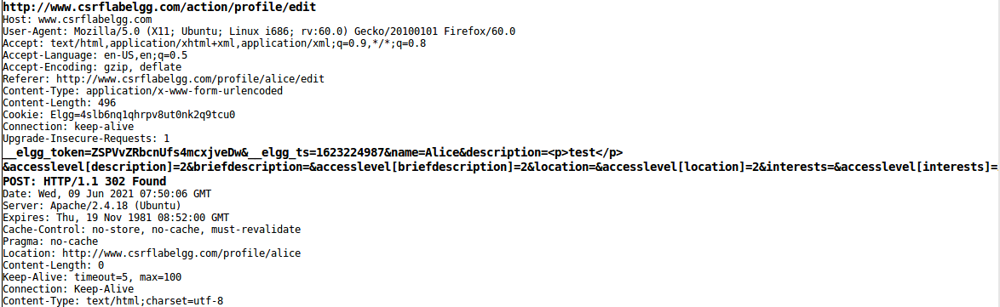 http://www.csrflabelgg.com/action/profile/edit
Host: www.csrflabelgg.com
User-Agent: Mozilla/5.0 (X11; Ubuntu; Linux i686; rv:60.0) Gecko/20100101 Firefox/60.0
Accept: text/html,application/xhtml+xml,application/xml;q=0.9,*/*;q=0.8
Accept-Language: en-US,en;q=0.5
Accept-Encoding: gzip, deflate
Referer: http://www.csrflabelgg.com/profile/alice/edit
Content-Type: application/x-www-form-urlencoded
Content-Length: 496
Cookie: Elgg=4slb6nq1qhrpv8ut0nk2q9tcu0
Connection: keep-alive
Upgrade-Insecure-Requests: 1
__elgg_token=ZSPVvZRbcnUfs4mcxjveDw&__elgg_ts=1623224987&name=Alice&description=<p>test</p>
&accesslevel[description]=2&briefdescription=&accesslevel[briefdescription]=2&location=&accesslevel[location]=2&interests=&accesslevel[interests]=
POST: HTTP/1.1 302 Found
Date: Wed, 09 Jun 2021 07:50:06 GMT
Server: Apache/2.4.18 (Ubuntu)
Expires: Thu, 19 Nov 1981 08:52:00 GMT
Cache-Control: no-store, no-cache, must-revalidate
Pragma: no-cache
Location: http://www.csrflabelgg.com/profile/alice
Content-Length: 0
Keep-Alive: timeout=5, max=100
Connection: Keep-Alive
Content-Type: text/html;charset=utf-8